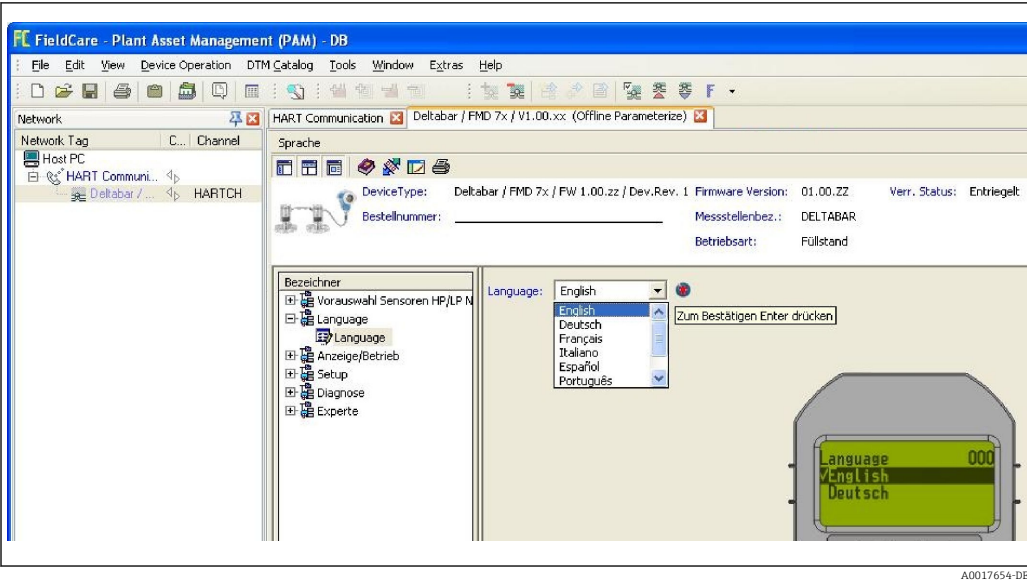 FC FieldCare - Plant Asset Management (PAM) - DB
File Edit View Device Operation DTM Catalog Tools Window Extras Help
F
Network
HART Communication Deltabar / FMD 7x / V1.00.xx (Offline Parameterize)
Network Tag C... Channel
Sprache
Host PC
HART Communi...
Deltabar / ... HARTCH
DeviceType: Deltabar / FMD 7x / FW 1.00.zz / Dev.Rev. 1 Firmware Version: 01.00.ZZ Verr. Status: Entriegelt
Bestellnummer: Messstellenbez.: DELTABAR
Betriebsart: Füllstand
Bezeichner
Vorauswahl Sensoren HP/LP N
Language
Language
Anzeige/Betrieb
Setup
Diagnose
Experte
Language: English
English
Deutsch
Français
Italiano
Español
Português
Zum Bestätigen Enter drücken
Language 000
✓English
Deutsch
A0017654-DE